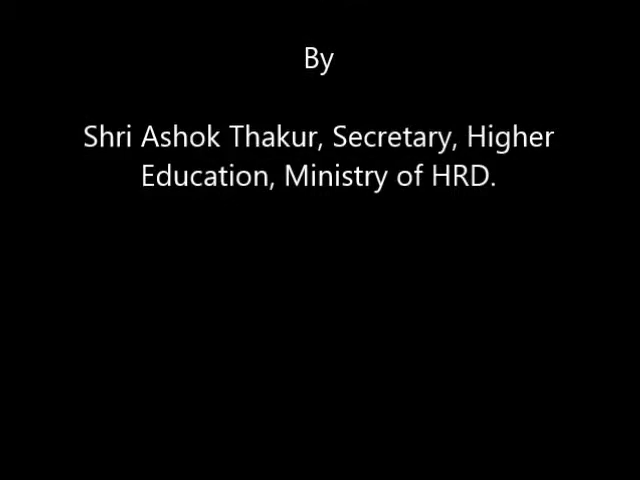 By
Shri Ashok Thakur, Secretary, Higher
Education, Ministry of HRD.